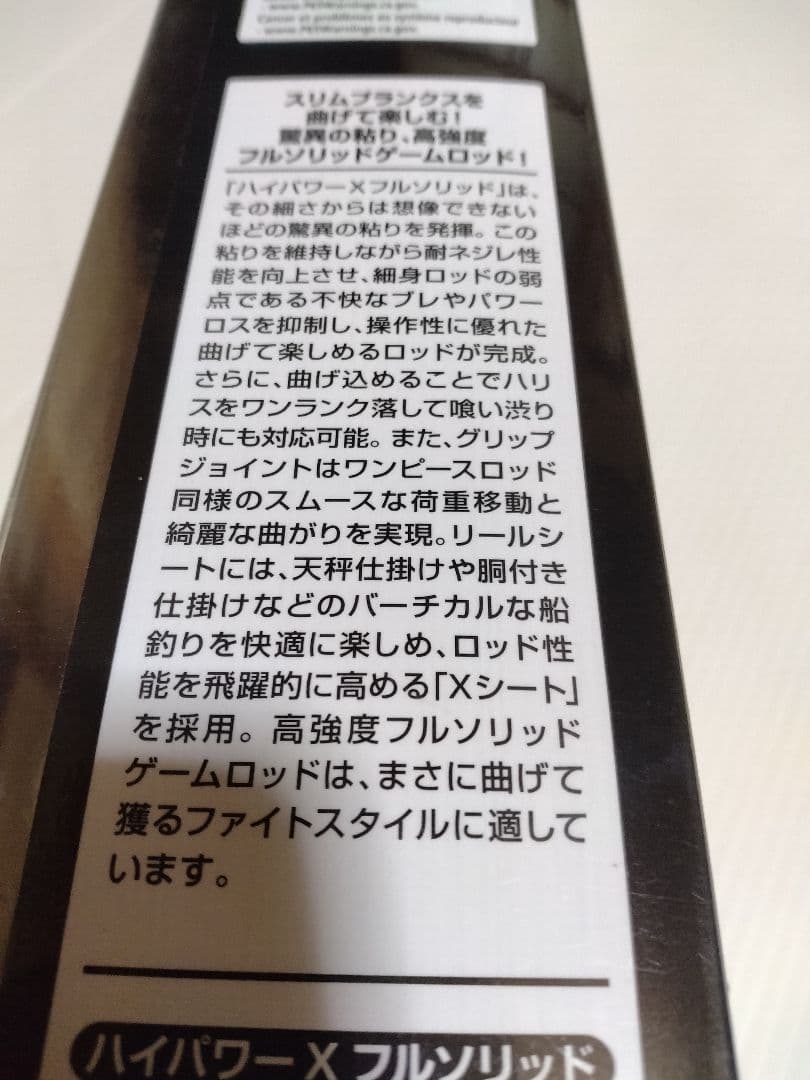 www.P65Warnings.ca.gov.
Cancer et problèmes au système reproducteur
- www.P65Warnings.ca.gov.
スリムブランクスを
曲げて楽しむ!
驚異の粘り、高強度
フルソリッドゲームロッド!
「ハイパワーXフルソリッド」は、
その細さからは想像できない
ほどの驚異の粘りを発揮。この
粘りを維持しながら耐ネジレ性
能を向上させ、細身ロッドの弱
点である不快なブレやパワー
ロスを抑制し、操作性に優れた
曲げて楽しめるロッドが完成。
さらに、曲げ込めることでハリ
スをワンランク落して喰い渋り
時にも対応可能。また、グリップ
ジョイントはワンピースロッド
同様のスムースな荷重移動と
綺麗な曲がりを実現。リールシ
ートには、天秤仕掛けや胴付き
仕掛けなどのバーチカルな船
釣りを快適に楽しめ、ロッド性
能を飛躍的に高める「Xシート」
を採用。高強度フルソリッド
ゲームロッドは、まさに曲げて
獲るファイトスタイルに適して
います。
ハイパワーX フルソリッド